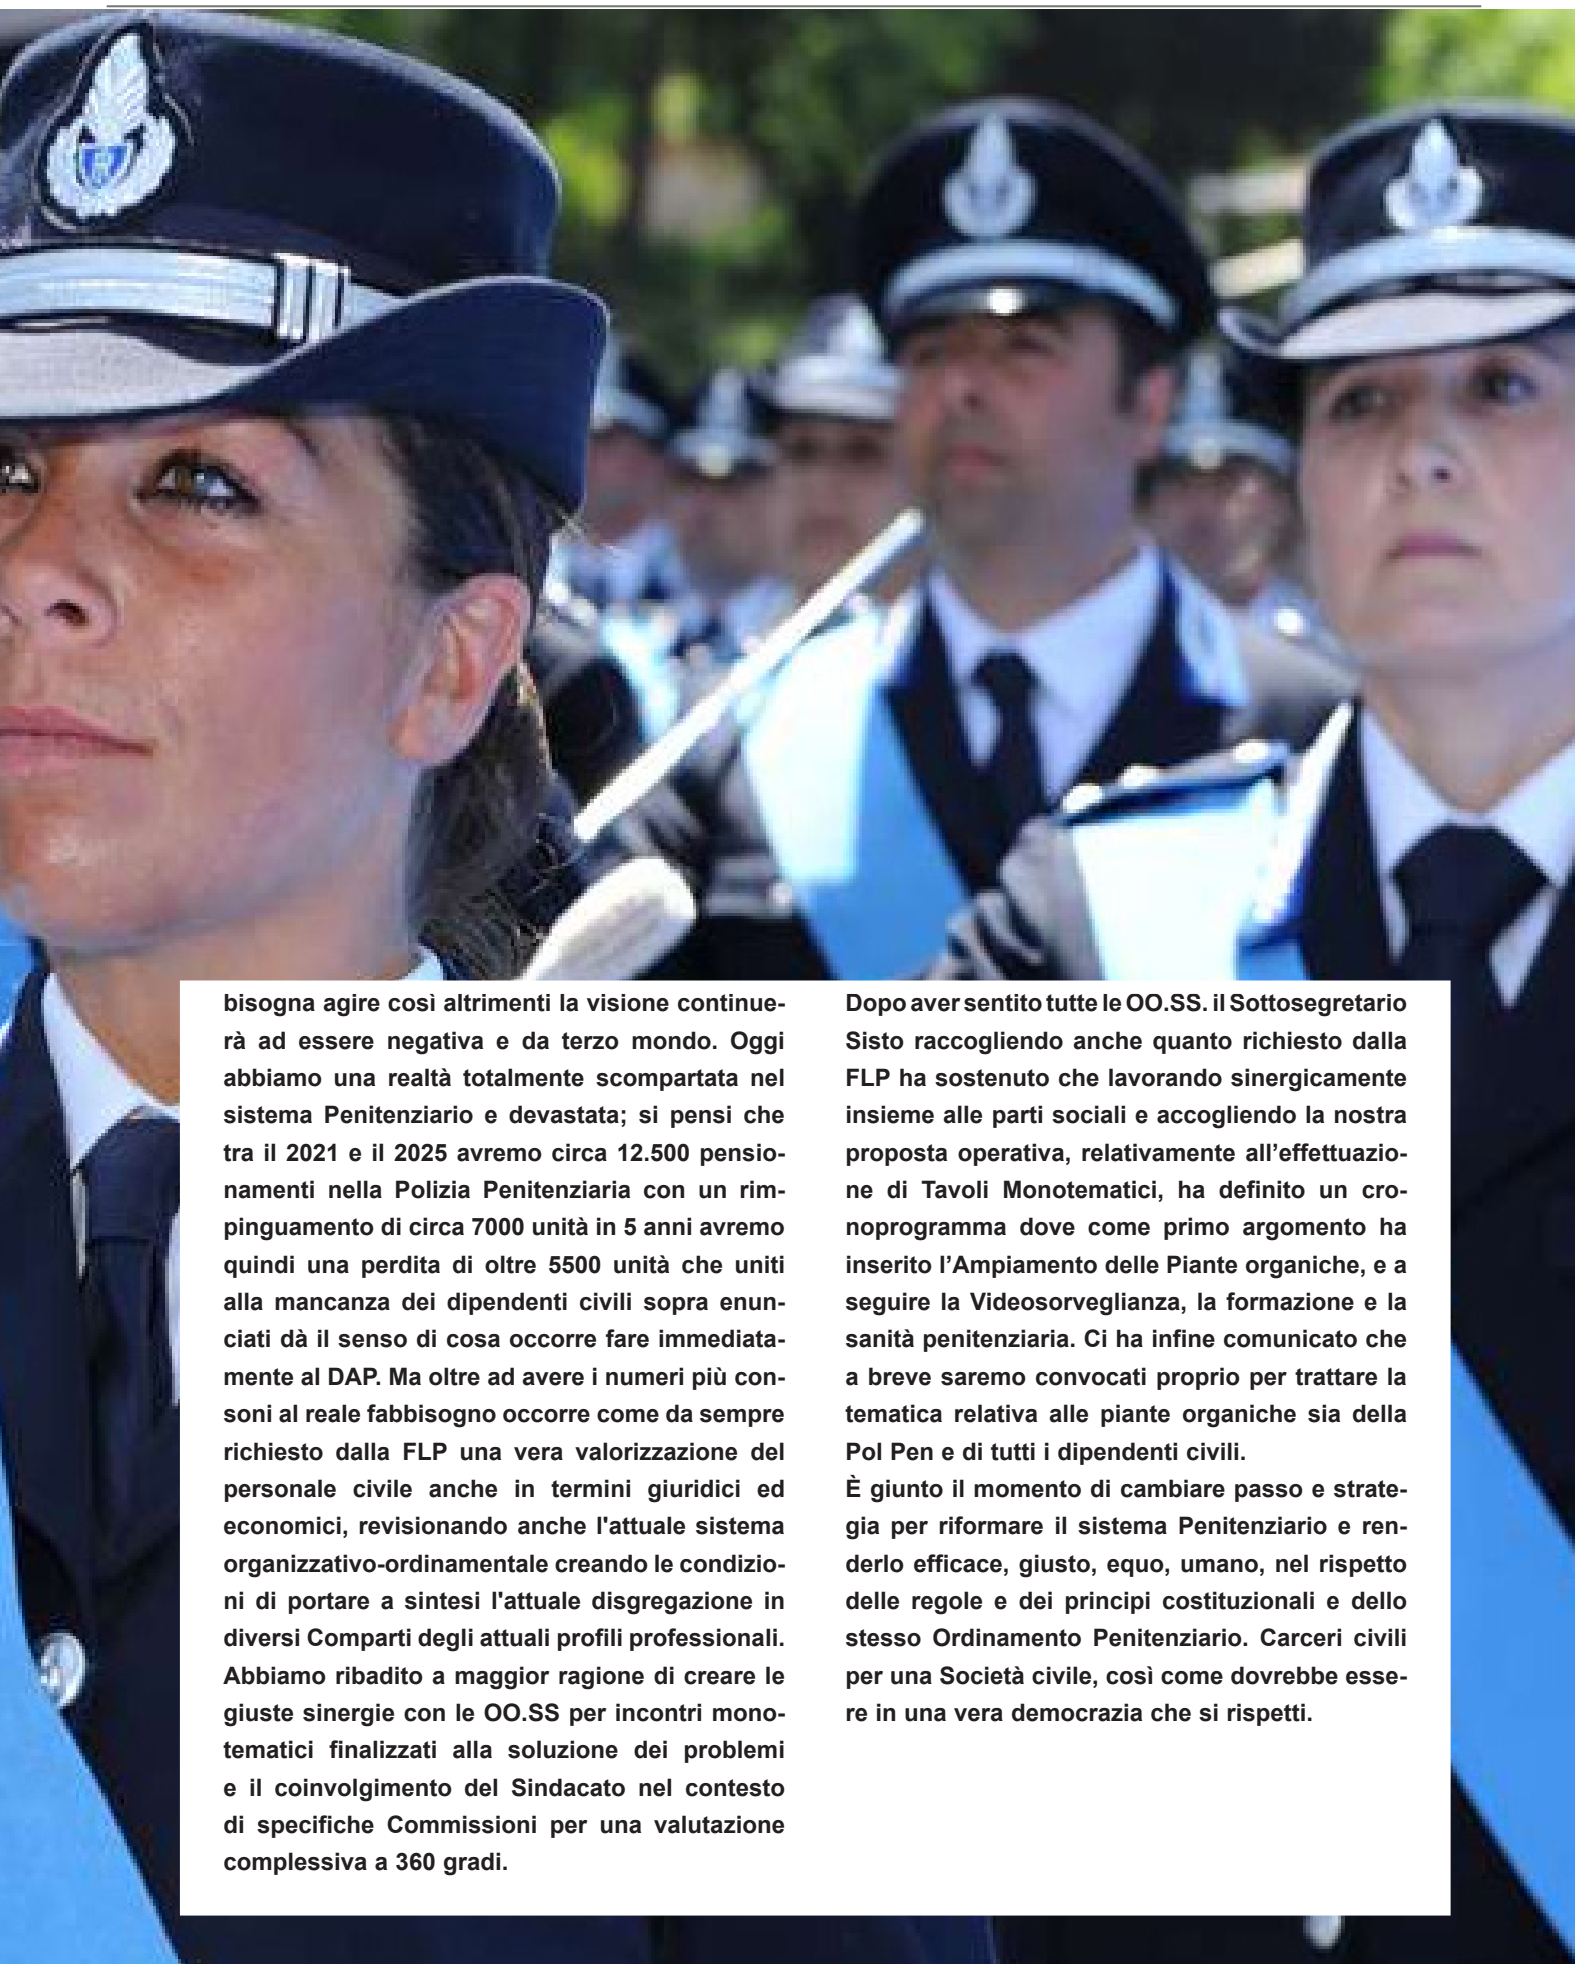 bisogna agire così altrimenti la visione continue-
rà ad essere negativa e da terzo mondo. Oggi
abbiamo una realtà totalmente scompartata nel
sistema Penitenziario e devastata; si pensi che
tra il 2021 e il 2025 avremo circa 12.500 pensio-
namenti nella Polizia Penitenziaria con un rim-
pinguamento di circa 7000 unità in 5 anni avremo
quindi una perdita di oltre 5500 unità che uniti
alla mancanza dei dipendenti civili sopra enun-
ciati dà il senso di cosa occorre fare immediata-
mente al DAP. Ma oltre ad avere i numeri più con-
soni al reale fabbisogno occorre come da sempre
richiesto dalla FLP una vera valorizzazione del
personale civile anche in termini giuridici ed
economici, revisionando anche l'attuale sistema
organizzativo-ordinamentale creando le condizio-
ni di portare a sintesi l'attuale disgregazione in
diversi Comparti degli attuali profili professionali.
Abbiamo ribadito a maggior ragione di creare le
giuste sinergie con le OO.SS per incontri mono-
tematici finalizzati alla soluzione dei problemi
e il coinvolgimento del Sindacato nel contesto
di specifiche Commissioni per una valutazione
complessiva a 360 gradi.
Dopo aver sentito tutte le OO.SS. il Sottosegretario
Sisto raccogliendo anche quanto richiesto dalla
FLP ha sostenuto che lavorando sinergicamente
insieme alle parti sociali e accogliendo la nostra
proposta operativa, relativamente all’effettuazio-
ne di Tavoli Monotematici, ha definito un cro-
noprogramma dove come primo argomento ha
inserito l’Ampiamento delle Piante organiche, e a
seguire la Videosorveglianza, la formazione e la
sanità penitenziaria. Ci ha infine comunicato che
a breve saremo convocati proprio per trattare la
tematica relativa alle piante organiche sia della
Pol Pen e di tutti i dipendenti civili.
È giunto il momento di cambiare passo e strate-
gia per riformare il sistema Penitenziario e ren-
derlo efficace, giusto, equo, umano, nel rispetto
delle regole e dei principi costituzionali e dello
stesso Ordinamento Penitenziario. Carceri civili
per una Società civile, così come dovrebbe esse-
re in una vera democrazia che si rispetti.